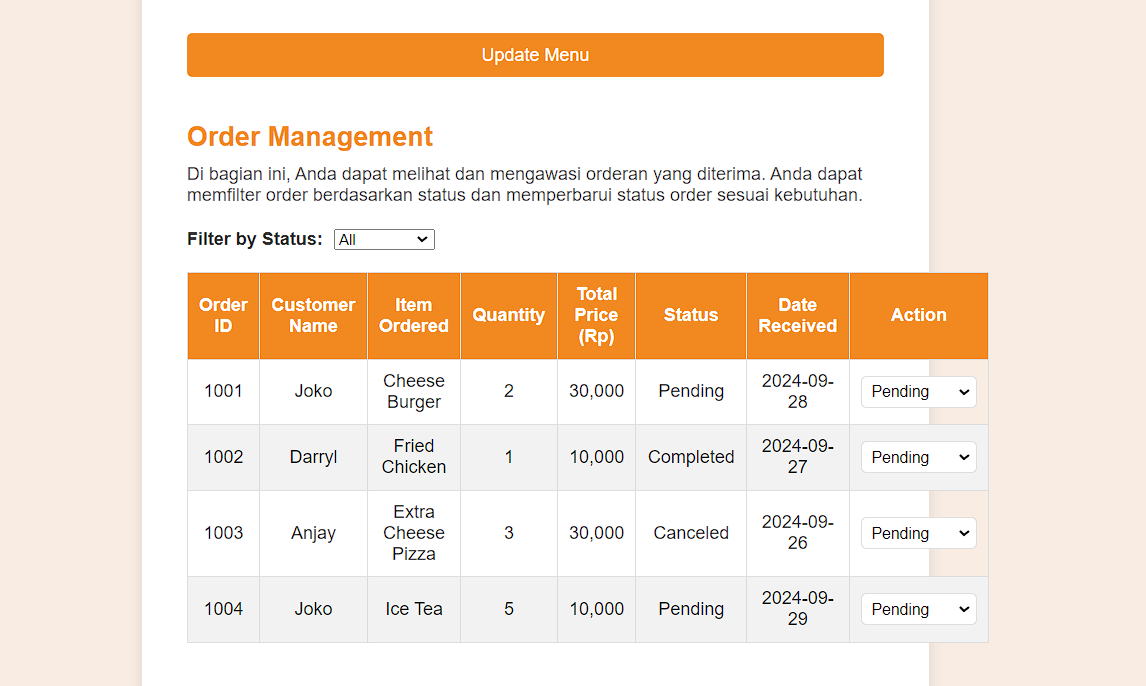 Update Menu
Order Management
Di bagian ini, Anda dapat melihat dan mengawasi orderan yang diterima. Anda dapat
memfilter order berdasarkan status dan memperbarui status order sesuai kebutuhan.
Filter by Status: All
Order ID Customer Name Item Ordered Quantity Total Price (Rp) Status Date Received Action
1001 Joko Cheese Burger 2 30,000 Pending 2024-09-28 Pending
1002 Darryl Fried Chicken 1 10,000 Completed 2024-09-27 Pending
1003 Anjay Extra Cheese Pizza 3 30,000 Canceled 2024-09-26 Pending
1004 Joko Ice Tea 5 10,000 Pending 2024-09-29 Pending